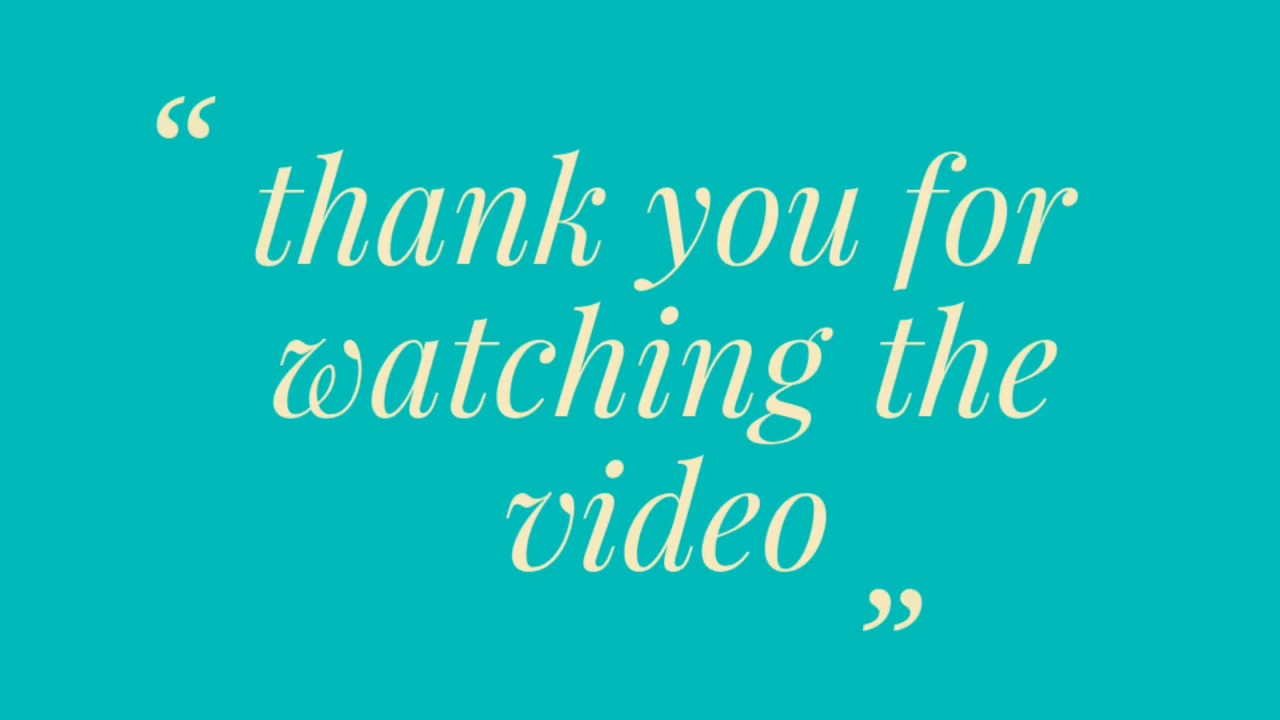 “ thank you for
watching the
video ”